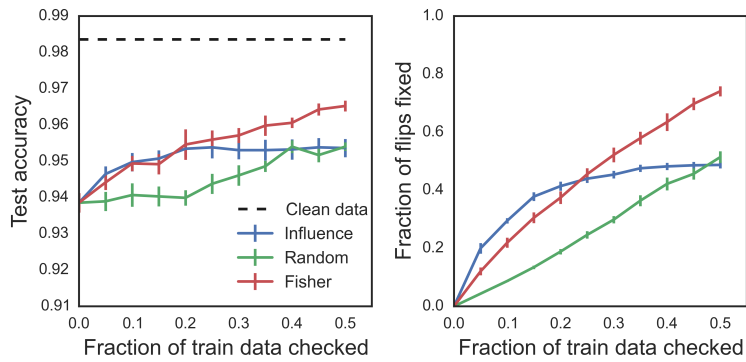 Test accuracy
0.99
0.98
0.97
0.96
0.95
0.94
0.93
0.92
0.91
0.0 0.1 0.2 0.3 0.4 0.5
Fraction of train data checked
Clean data
Influence
Random
Fisher
Fraction of flips fixed
1.0
0.8
0.6
0.4
0.2
0.0
0.0 0.1 0.2 0.3 0.4 0.5
Fraction of train data checked